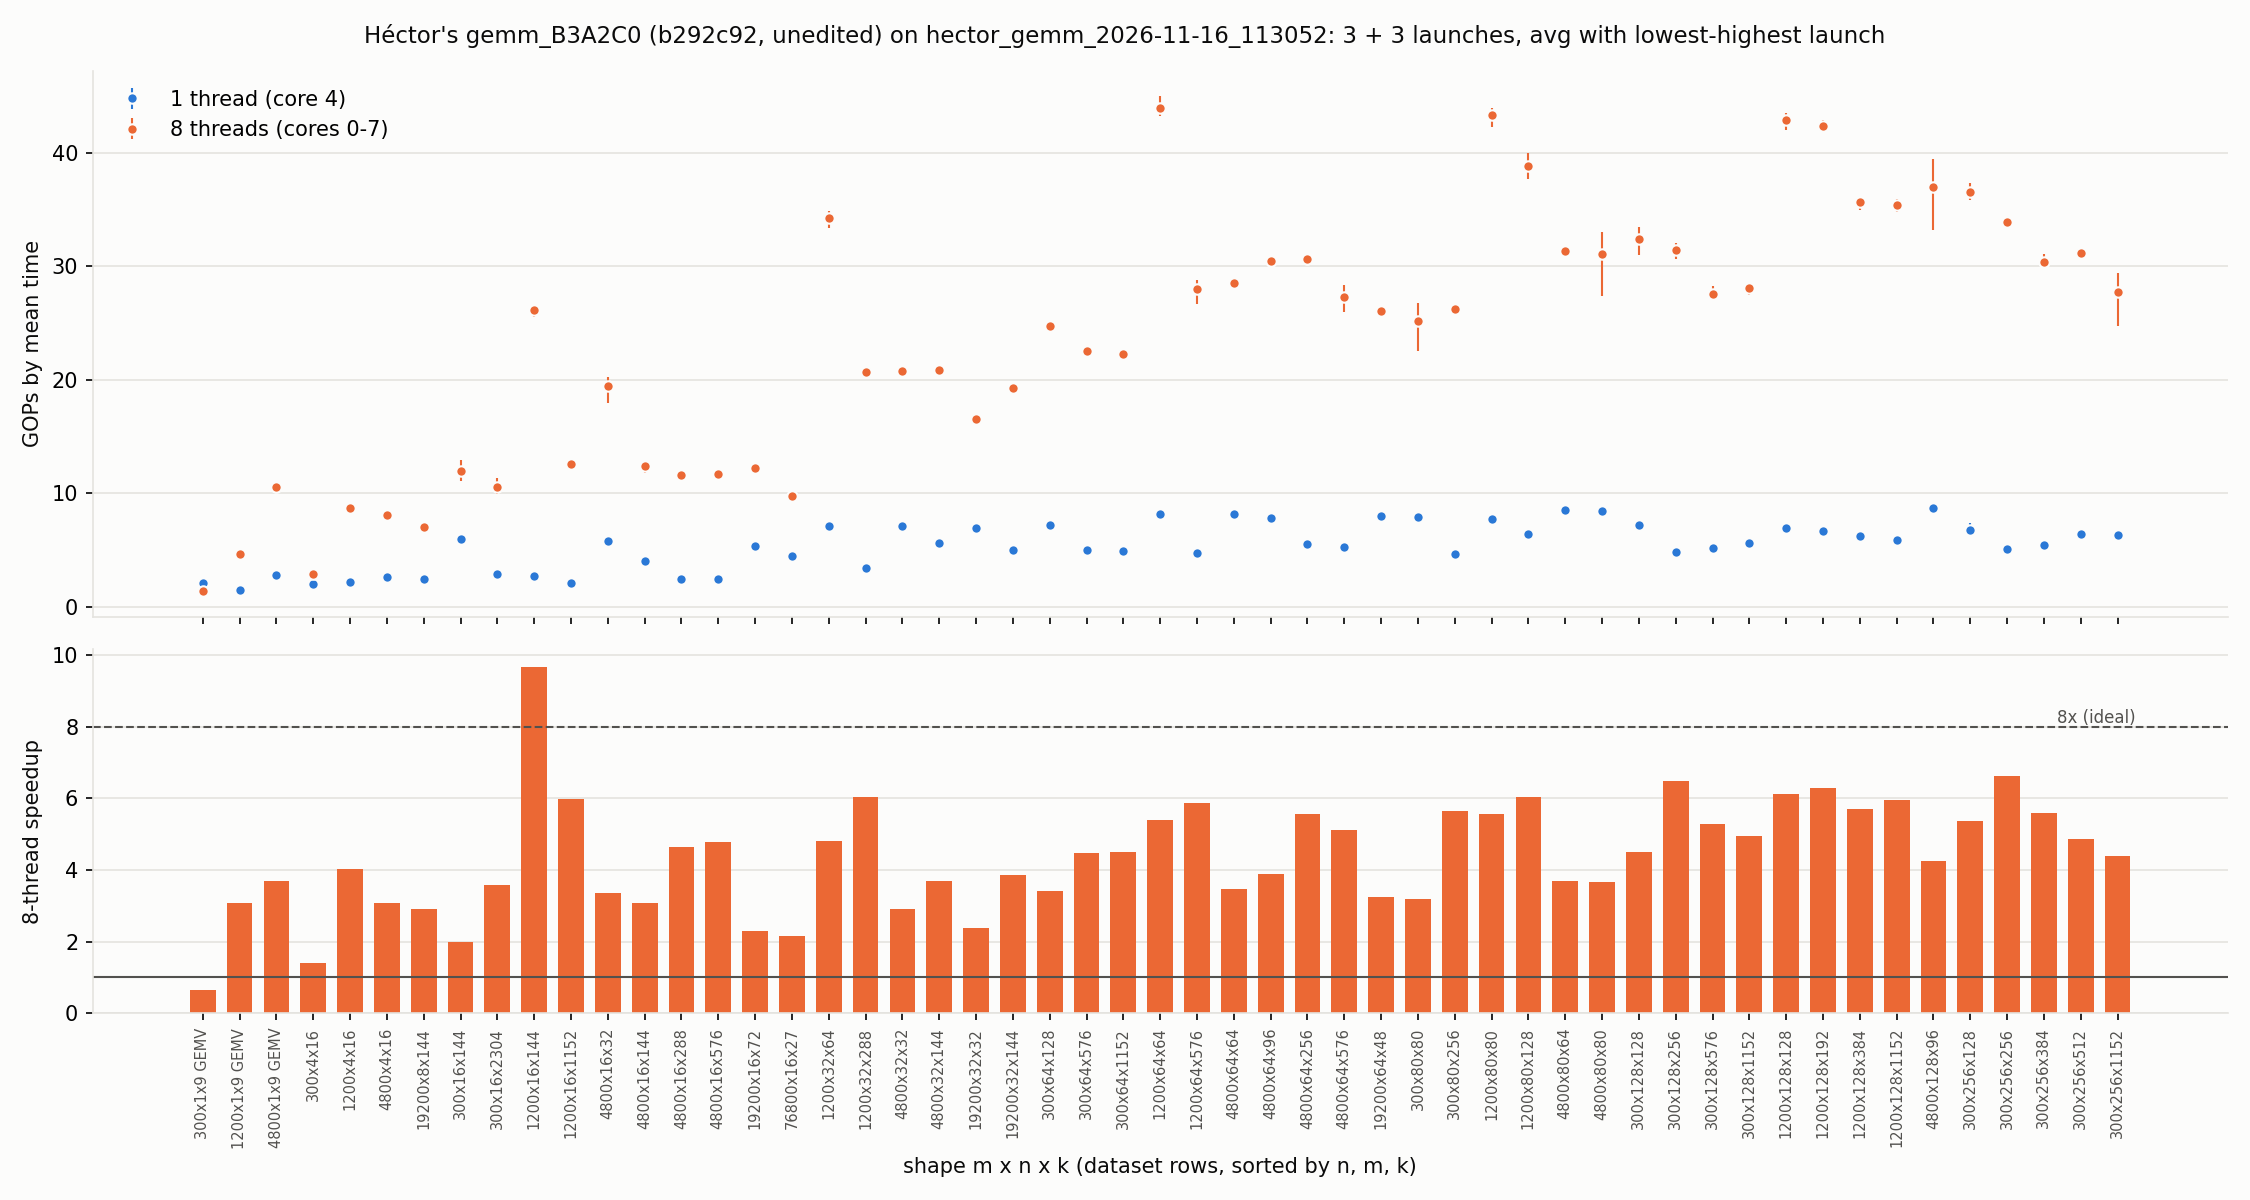 Héctor's gemm_B3A2C0 (b292c92, unedited) on hector_gemm_2026-11-16_113052: 3 + 3 launches, avg with lowest-highest launch
1 thread (core 4)
8 threads (cores 0-7)
GOPs by mean time
40
30
20
10
0
8-thread speedup
10
8
6
4
2
0
8x (ideal)
300x1x9 GEMV
1200x1x9 GEMV
4800x1x9 GEMV
300x4x16
1200x4x16
4800x4x16
19200x8x144
300x16x144
300x16x2304
1200x16x144
1200x16x1152
4800x16x32
4800x16x144
4800x16x288
4800x16x576
19200x16x72
76800x16x27
1200x32x64
1200x32x288
4800x32x32
4800x32x144
19200x32x32
19200x32x144
300x64x128
300x64x576
300x64x1152
1200x64x64
1200x64x576
4800x64x64
4800x64x96
4800x64x256
4800x64x576
19200x64x48
300x80x80
300x80x256
1200x80x80
1200x80x128
4800x80x64
4800x80x80
300x128x128
300x128x256
300x128x576
300x128x1152
1200x128x128
1200x128x192
1200x128x384
1200x128x1152
4800x128x96
300x256x128
300x256x256
300x256x384
300x256x512
300x256x1152
shape m x n x k (dataset rows, sorted by n, m, k)